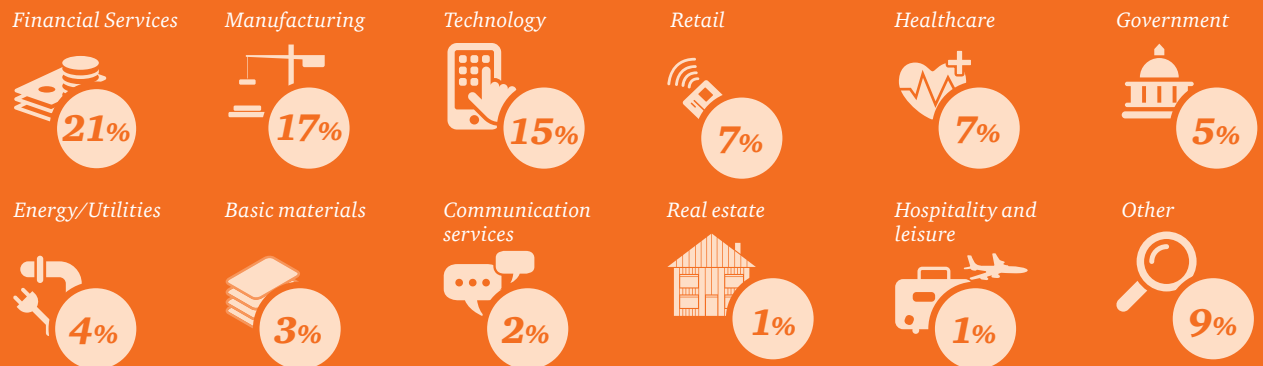 Financial Services
Manufacturing
Technology
Retail
Healthcare
Government
21%
17%
15%
7%
7%
5%
Energy/Utilities
Basic materials
Communication
services
Real estate
Hospitality and
leisure
Other
4%
3%
2%
1%
1%
9%